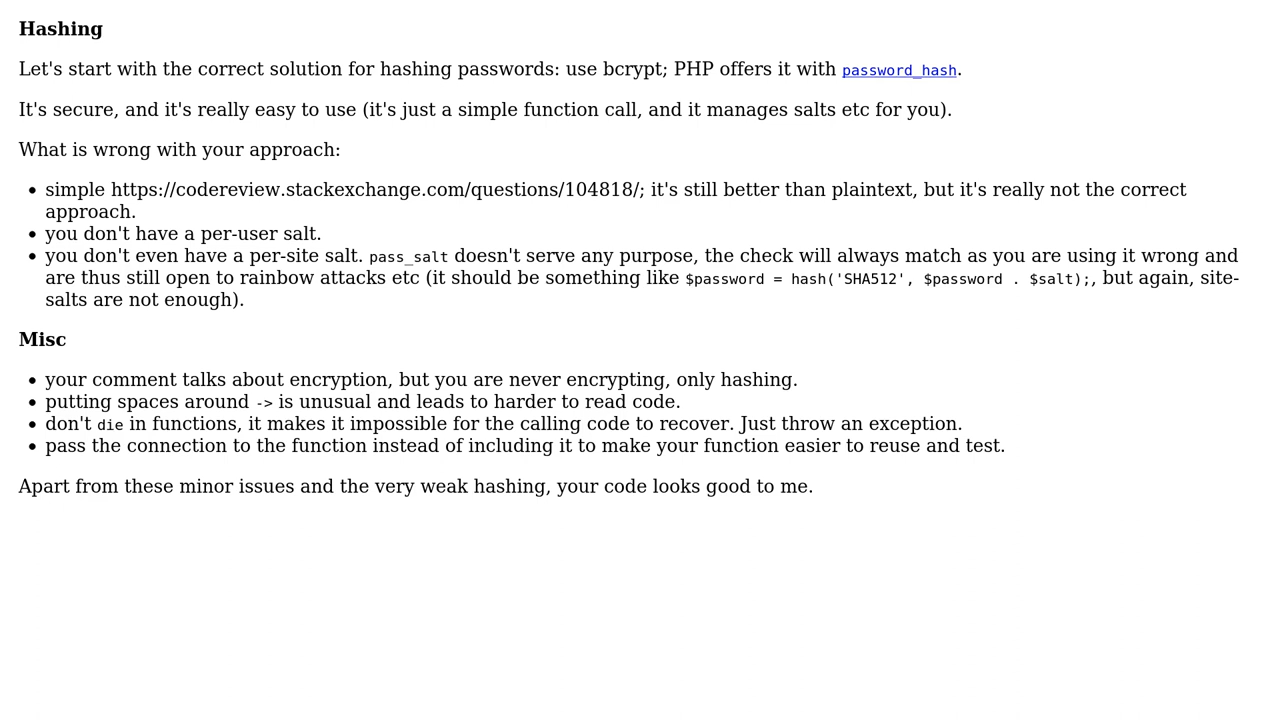 Hashing
Let's start with the correct solution for hashing passwords: use bcrypt; PHP offers it with password_hash.
It's secure, and it's really easy to use (it's just a simple function call, and it manages salts etc for you).
What is wrong with your approach:
• simple https://codereview.stackexchange.com/questions/104818/; it's still better than plaintext, but it's really not the correct
approach.
• you don't have a per-user salt.
• you don't even have a per-site salt. pass_salt doesn't serve any purpose, the check will always match as you are using it wrong and
are thus still open to rainbow attacks etc (it should be something like $password = hash('SHA512', $password . $salt);, but again, site-
salts are not enough).
Misc
• your comment talks about encryption, but you are never encrypting, only hashing.
• putting spaces around -> is unusual and leads to harder to read code.
• don't die in functions, it makes it impossible for the calling code to recover. Just throw an exception.
• pass the connection to the function instead of including it to make your function easier to reuse and test.
Apart from these minor issues and the very weak hashing, your code looks good to me.